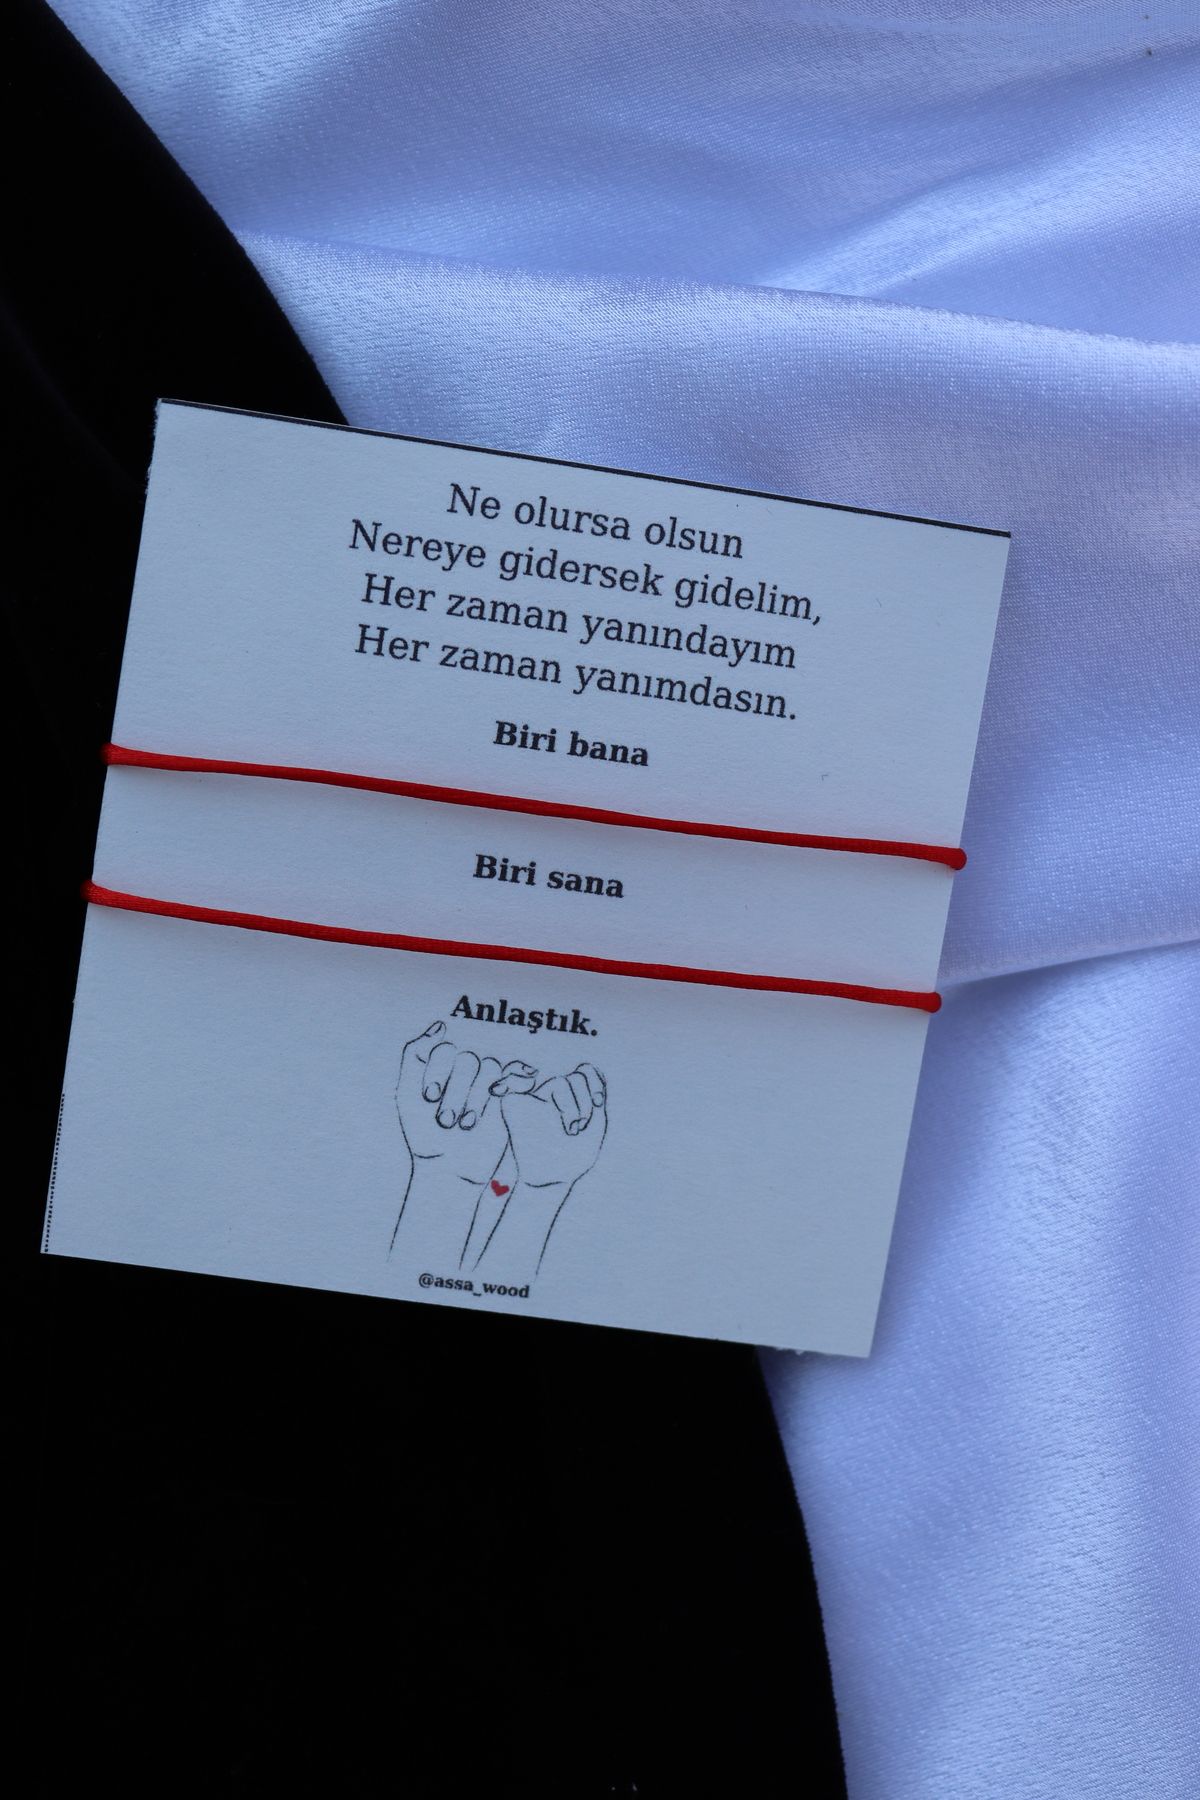 Ne olursa olsun
Nereye gidersek gidelim,
Her zaman yanındayım
Her zaman yanımdasın.
Biri bana
Biri sana
Anlaştık.
@assa_wood